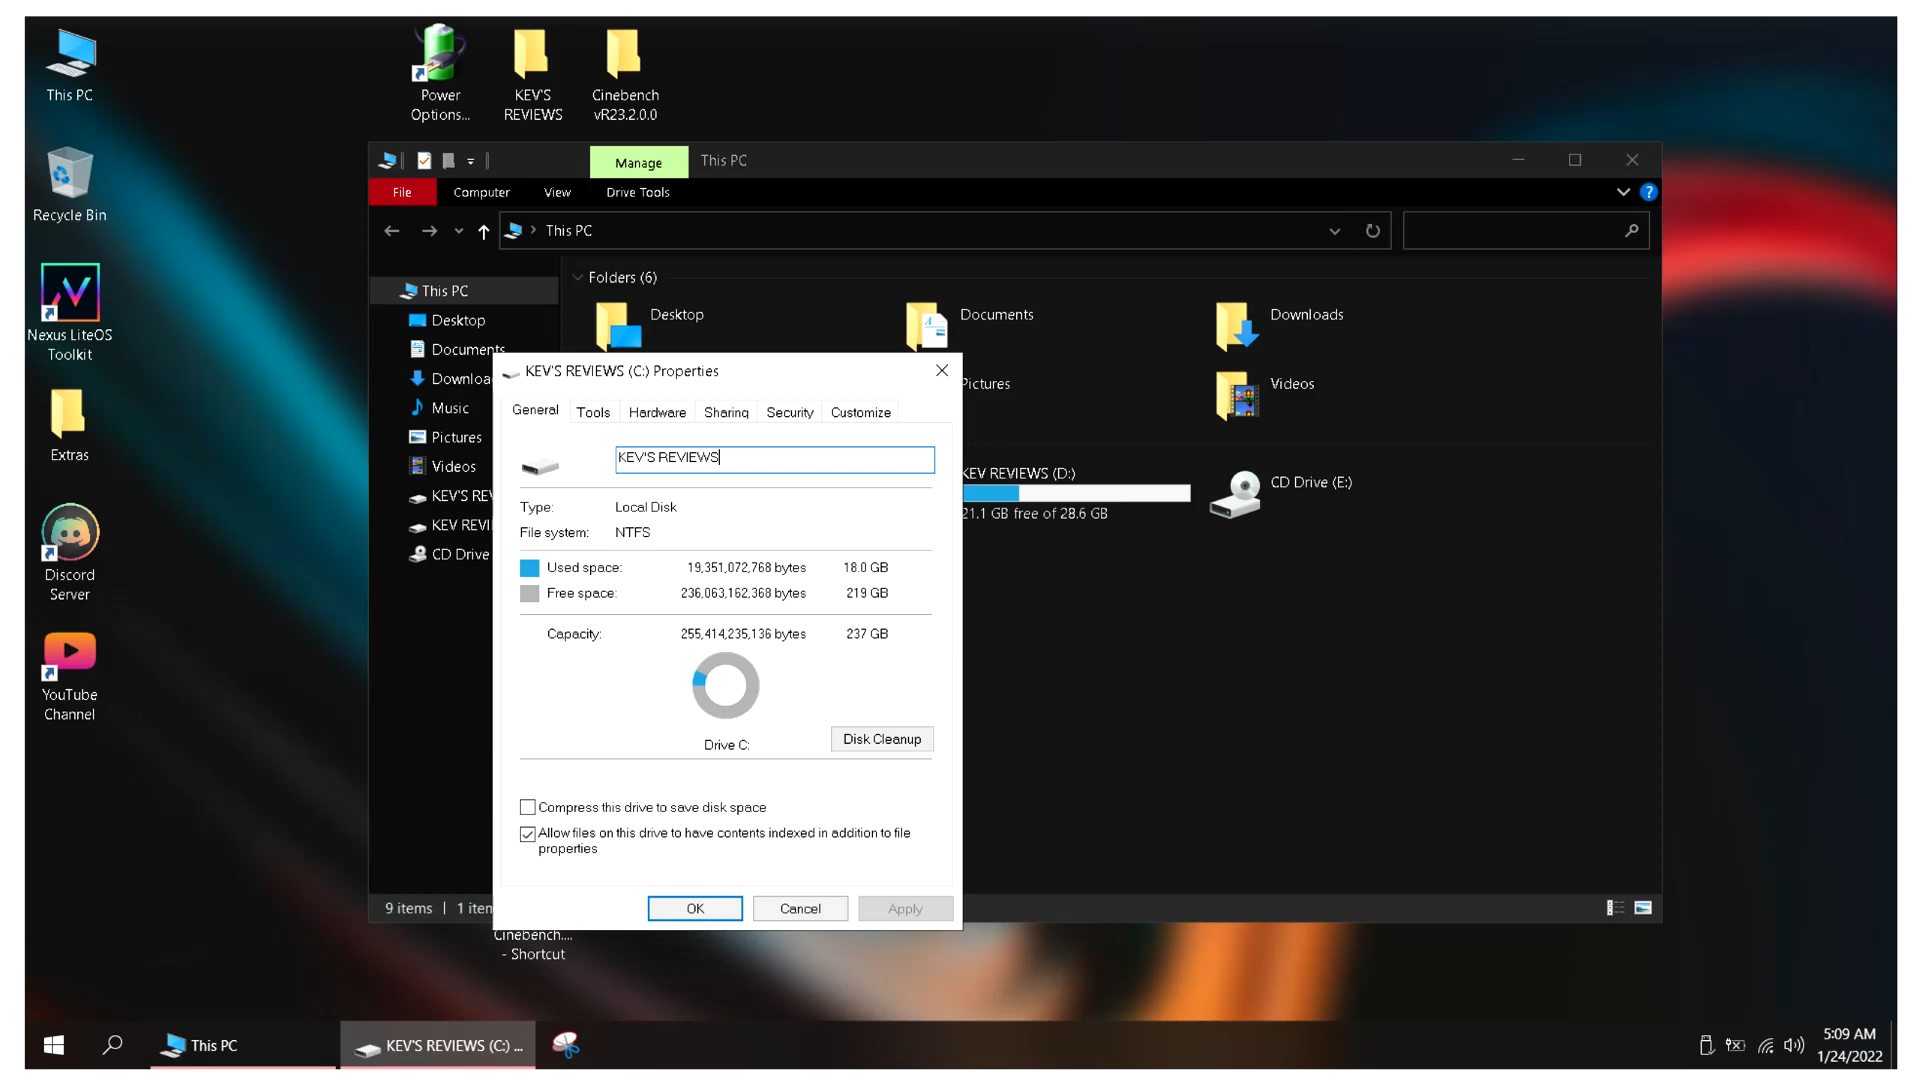 This PC
Power
Options...
KEV'S
REVIEWS
Cinebench
vR23.2.0.0
Recycle Bin
Nexus LiteOS
Toolkit
Extras
Discord
Server
YouTube
Channel
Manage
This PC
File
Computer
View
Drive Tools
This PC
This PC
Desktop
Documents
Downloa
Music
Pictures
Videos
KEV'S REV
KEV REVI
CD Drive
Folders (6)
Desktop
Documents
Downloads
Pictures
Videos
KEV REVIEWS (D:)
21.1 GB free of 28.6 GB
CD Drive (E:)
KEV'S REVIEWS (C:) Properties
General
Tools
Hardware
Sharing
Security
Customize
KEV'S REVIEWS
Type: Local Disk
File system: NTFS
Used space: 19,351,072,768 bytes 18.0 GB
Free space: 236,063,162,368 bytes 219 GB
Capacity: 255,414,235,136 bytes 237 GB
Drive C:
Disk Cleanup
Compress this drive to save disk space
Allow files on this drive to have contents indexed in addition to file
properties
OK
Cancel
Apply
9 items
1 iten
Cinebench....
- Shortcut
This PC
KEV'S REVIEWS (C:) ...
5:09 AM
1/24/2022